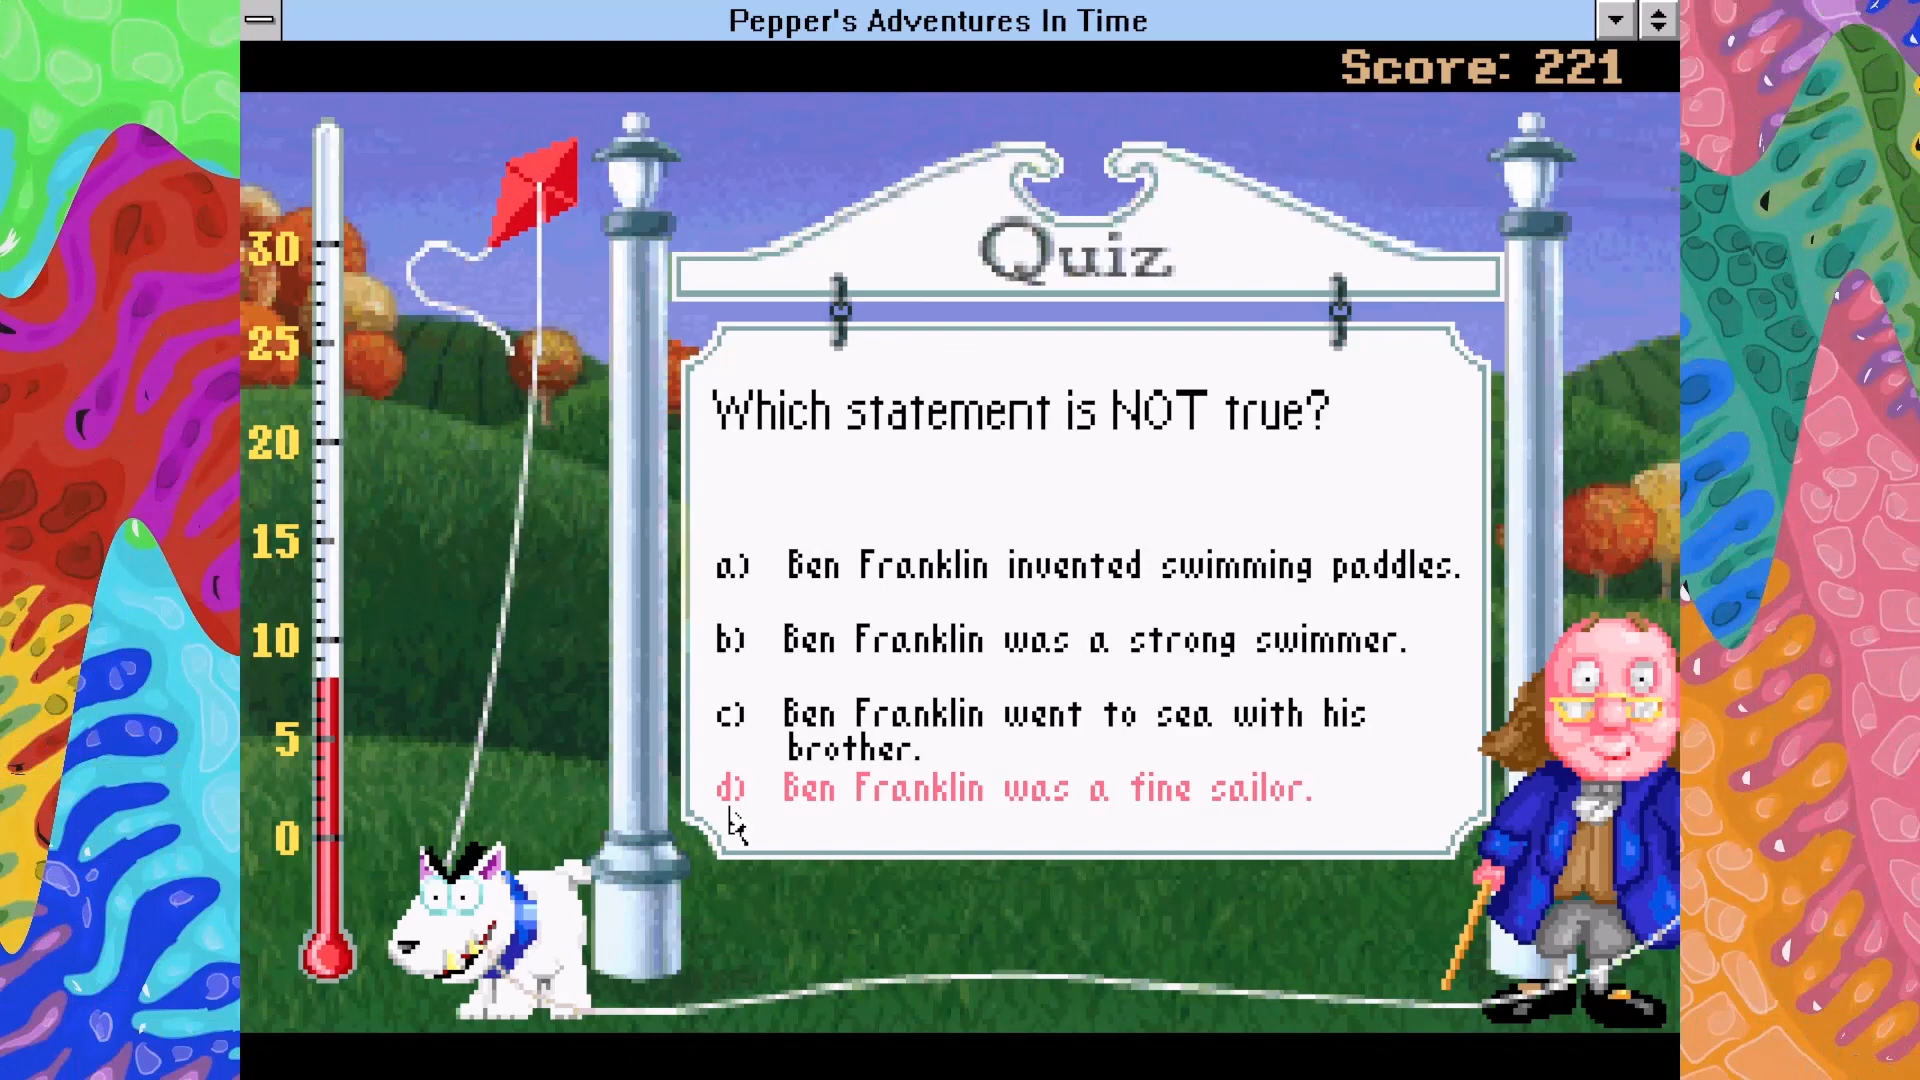 Pepper's Adventures In Time
Score: 221
30
25
20
15
10
5
0
Quiz
Which statement is NOT true?
a) Ben Franklin invented swimming paddles.
b) Ben Franklin was a strong swimmer.
c) Ben Franklin went to sea with his
brother.
d) Ben Franklin was a fine sailor.